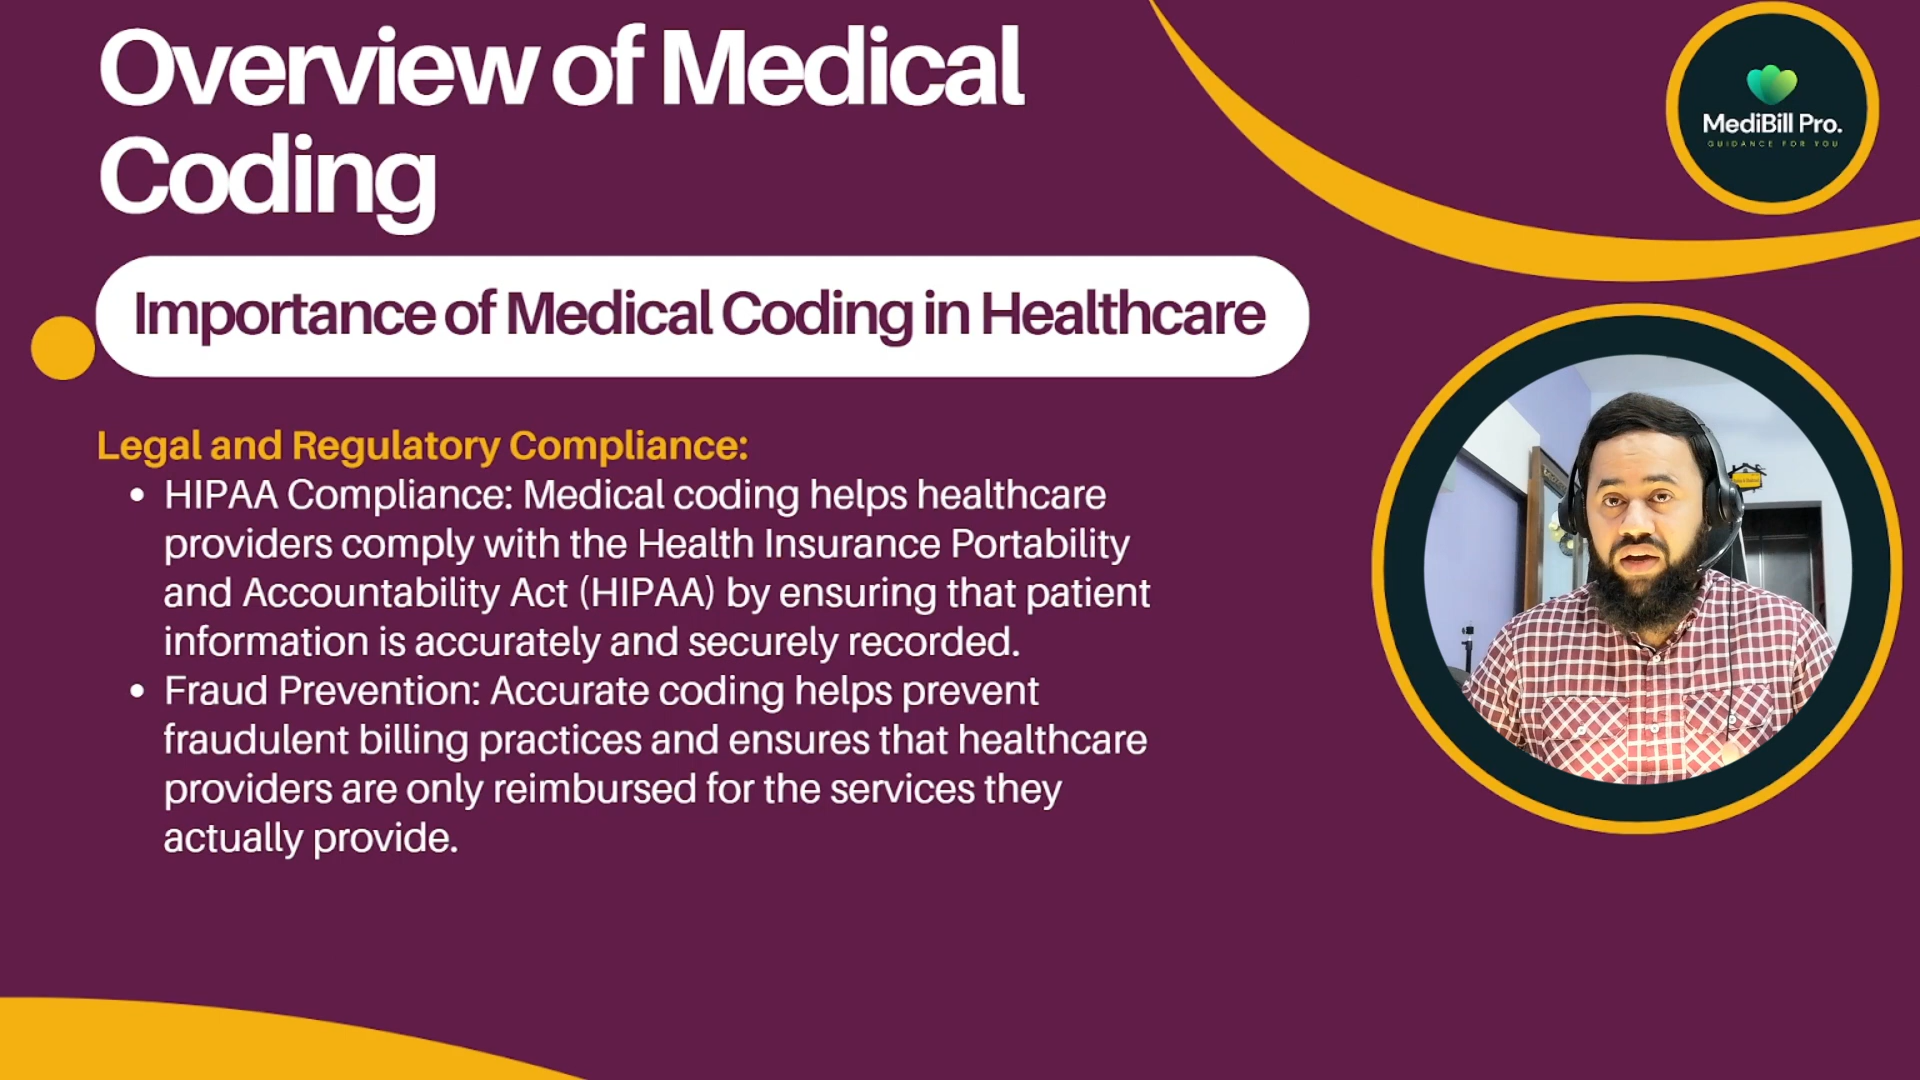 Overview of Medical
Coding
MediBill Pro.
GUIDANCE FOR YOU
Importance of Medical Coding in Healthcare
Legal and Regulatory Compliance:
• HIPAA Compliance: Medical coding helps healthcare
providers comply with the Health Insurance Portability
and Accountability Act (HIPAA) by ensuring that patient
information is accurately and securely recorded.
• Fraud Prevention: Accurate coding helps prevent
fraudulent billing practices and ensures that healthcare
providers are only reimbursed for the services they
actually provide.